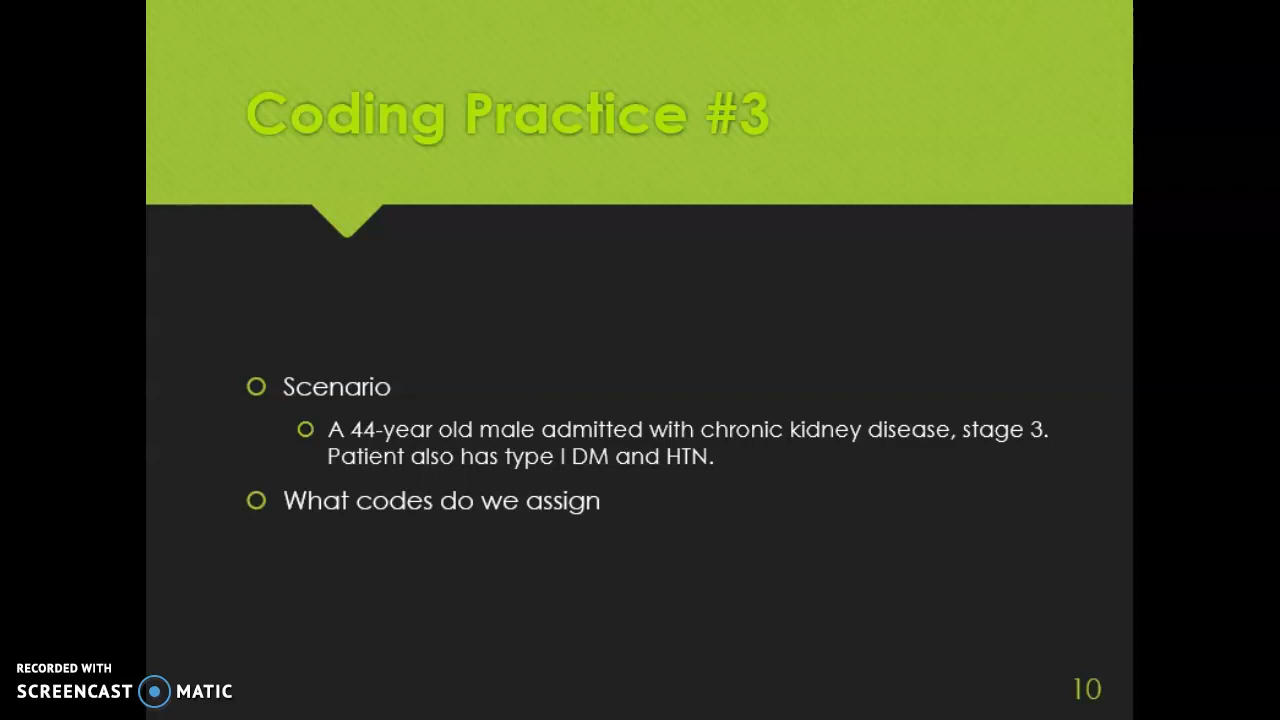 Coding Practice #3
Scenario
A 44-year old male admitted with chronic kidney disease, stage 3.
Patient also has type I DM and HTN.
What codes do we assign
RECORDED WITH
SCREENCAST MATIC
10